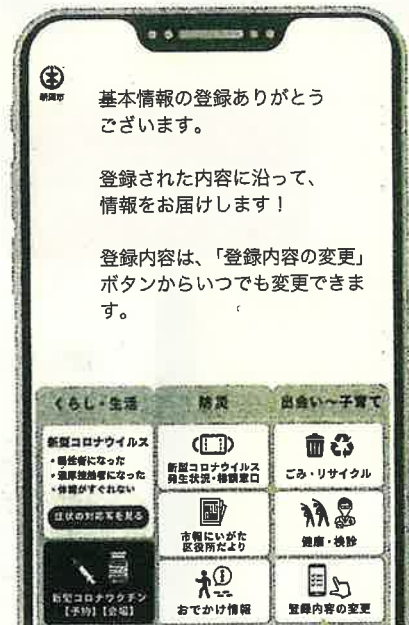 新潟市
基本情報の登録ありがとう
ございます。
登録された内容に沿って、
情報をお届けします！
登録内容は、「登録内容の変更」
ボタンからいつでも変更できま
す。
くらし・生活
防災
出会い～子育て
新型コロナウイルス
・陽性者になった
・濃厚接触者になった
・体調がすぐれない
症状の対応等を見る
新型コロナワクチン
【予約】【会場】
新型コロナウイルス
発生状況・相談窓口
市報にいがた
区役所だより
おでかけ情報
ごみ・リサイクル
健康・検診
登録内容の変更